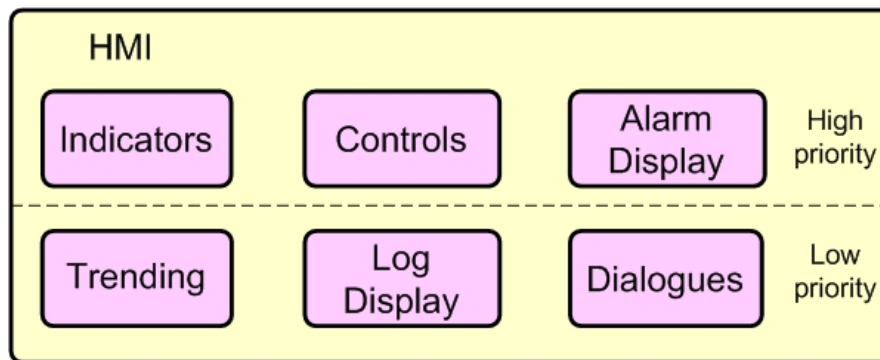 HMI
Indicators
Controls
Alarm
Display
High
priority
Trending
Log
Display
Dialogues
Low
priority